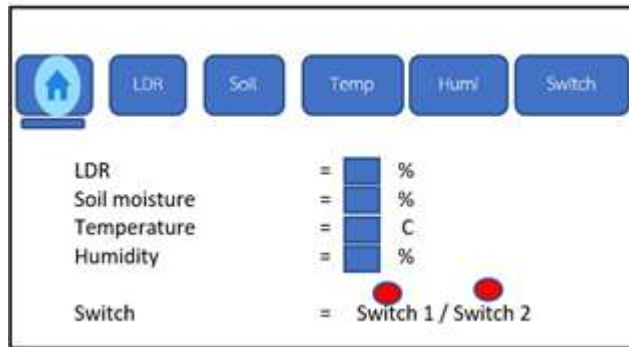 LDR Soil Temp Humi Switch
LDR = %
Soil moisture = %
Temperature = C
Humidity = %
Switch = Switch 1 / Switch 2